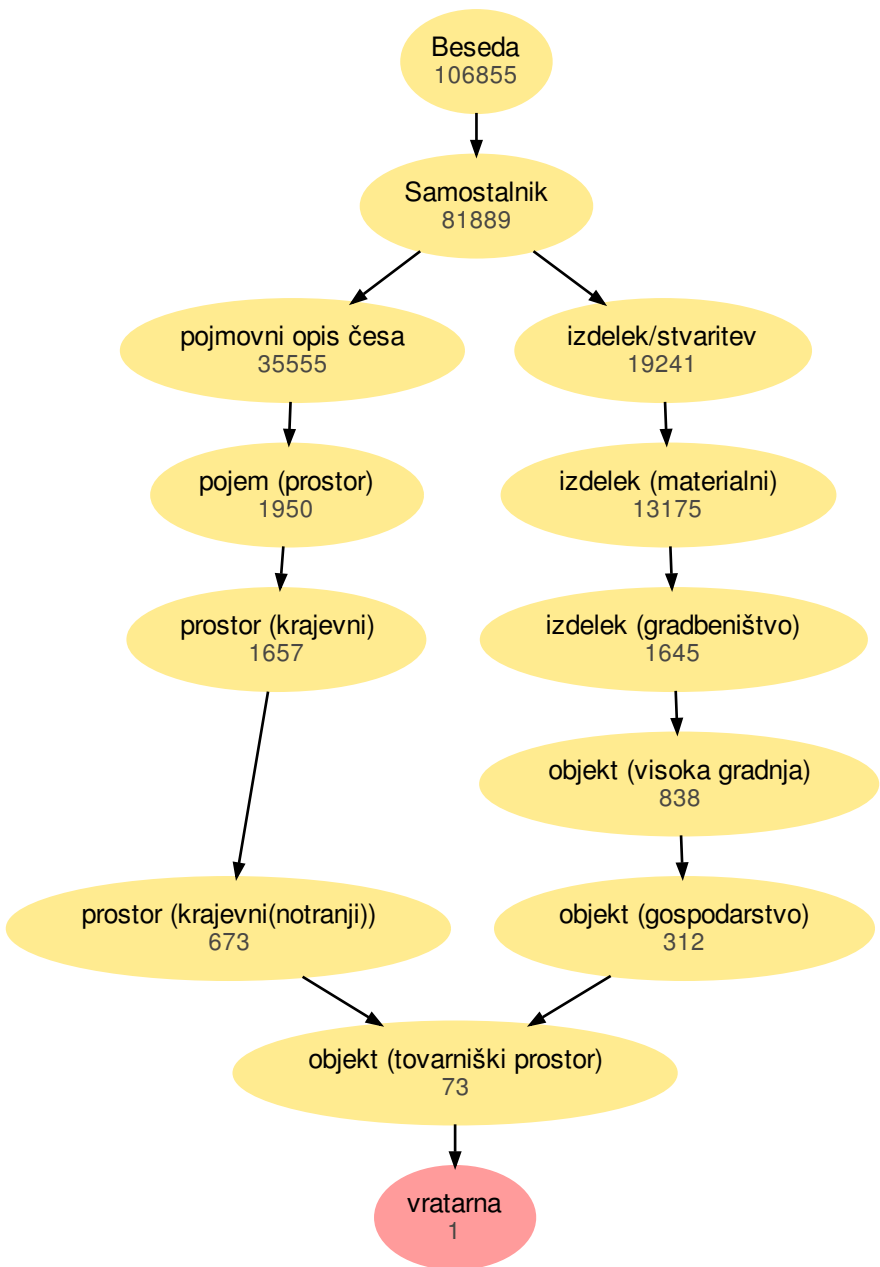 Beseda
106855
Samostalnik
81889
pojmovni opis česa
35555
izdelek/stvaritev
19241
pojem (prostor)
1950
izdelek (materialni)
13175
prostor (krajevni)
1657
izdelek (gradbeništvo)
1645
objekt (visoka gradnja)
838
prostor (krajevni(notranji))
673
objekt (gospodarstvo)
312
objekt (tovarniški prostor)
73
vratarna
1